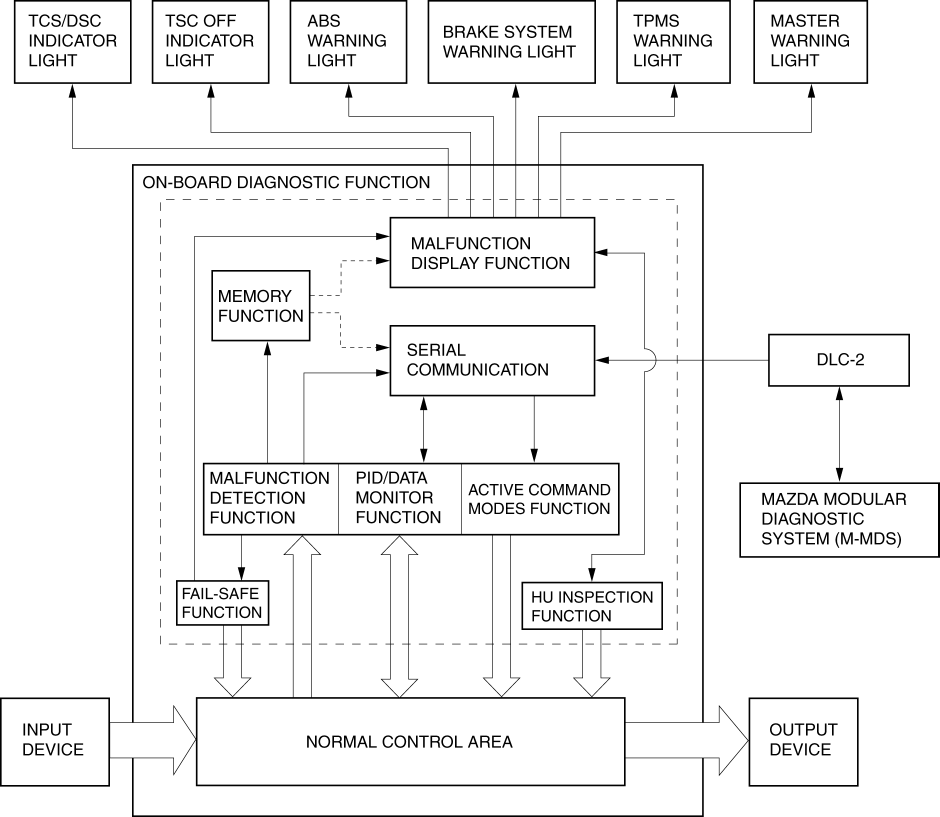 TCS/DSC
INDICATOR
LIGHT
TSC OFF
INDICATOR
LIGHT
ABS
WARNING
LIGHT
BRAKE SYSTEM
WARNING LIGHT
TPMS
WARNING
LIGHT
MASTER
WARNING
LIGHT
ON-BOARD DIAGNOSTIC FUNCTION
MALFUNCTION
DISPLAY FUNCTION
MEMORY
FUNCTION
SERIAL
COMMUNICATION
DLC-2
MALFUNCTION
DETECTION
FUNCTION
PID/DATA
MONITOR
FUNCTION
ACTIVE COMMAND
MODES FUNCTION
MAZDA MODULAR
DIAGNOSTIC
SYSTEM (M-MDS)
FAIL-SAFE
FUNCTION
HU INSPECTION
FUNCTION
INPUT
DEVICE
NORMAL CONTROL AREA
OUTPUT
DEVICE